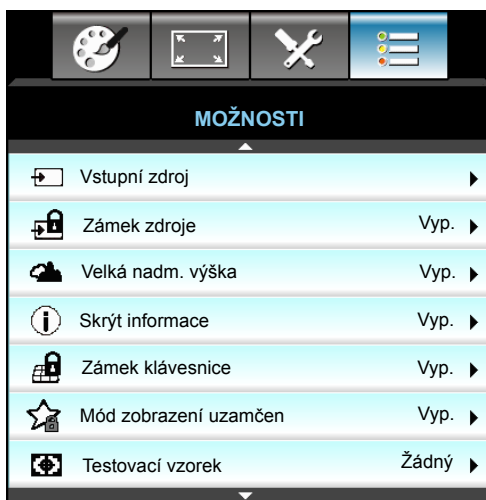 MOŽNOSTI
Vstupní zdroj
Zámek zdroje Vyp.
Velká nadm. výška Vyp.
Skrýt informace Vyp.
Zámek klávesnice Vyp.
Mód zobrazení uzamčen Vyp.
Testovací vzorek Žádný